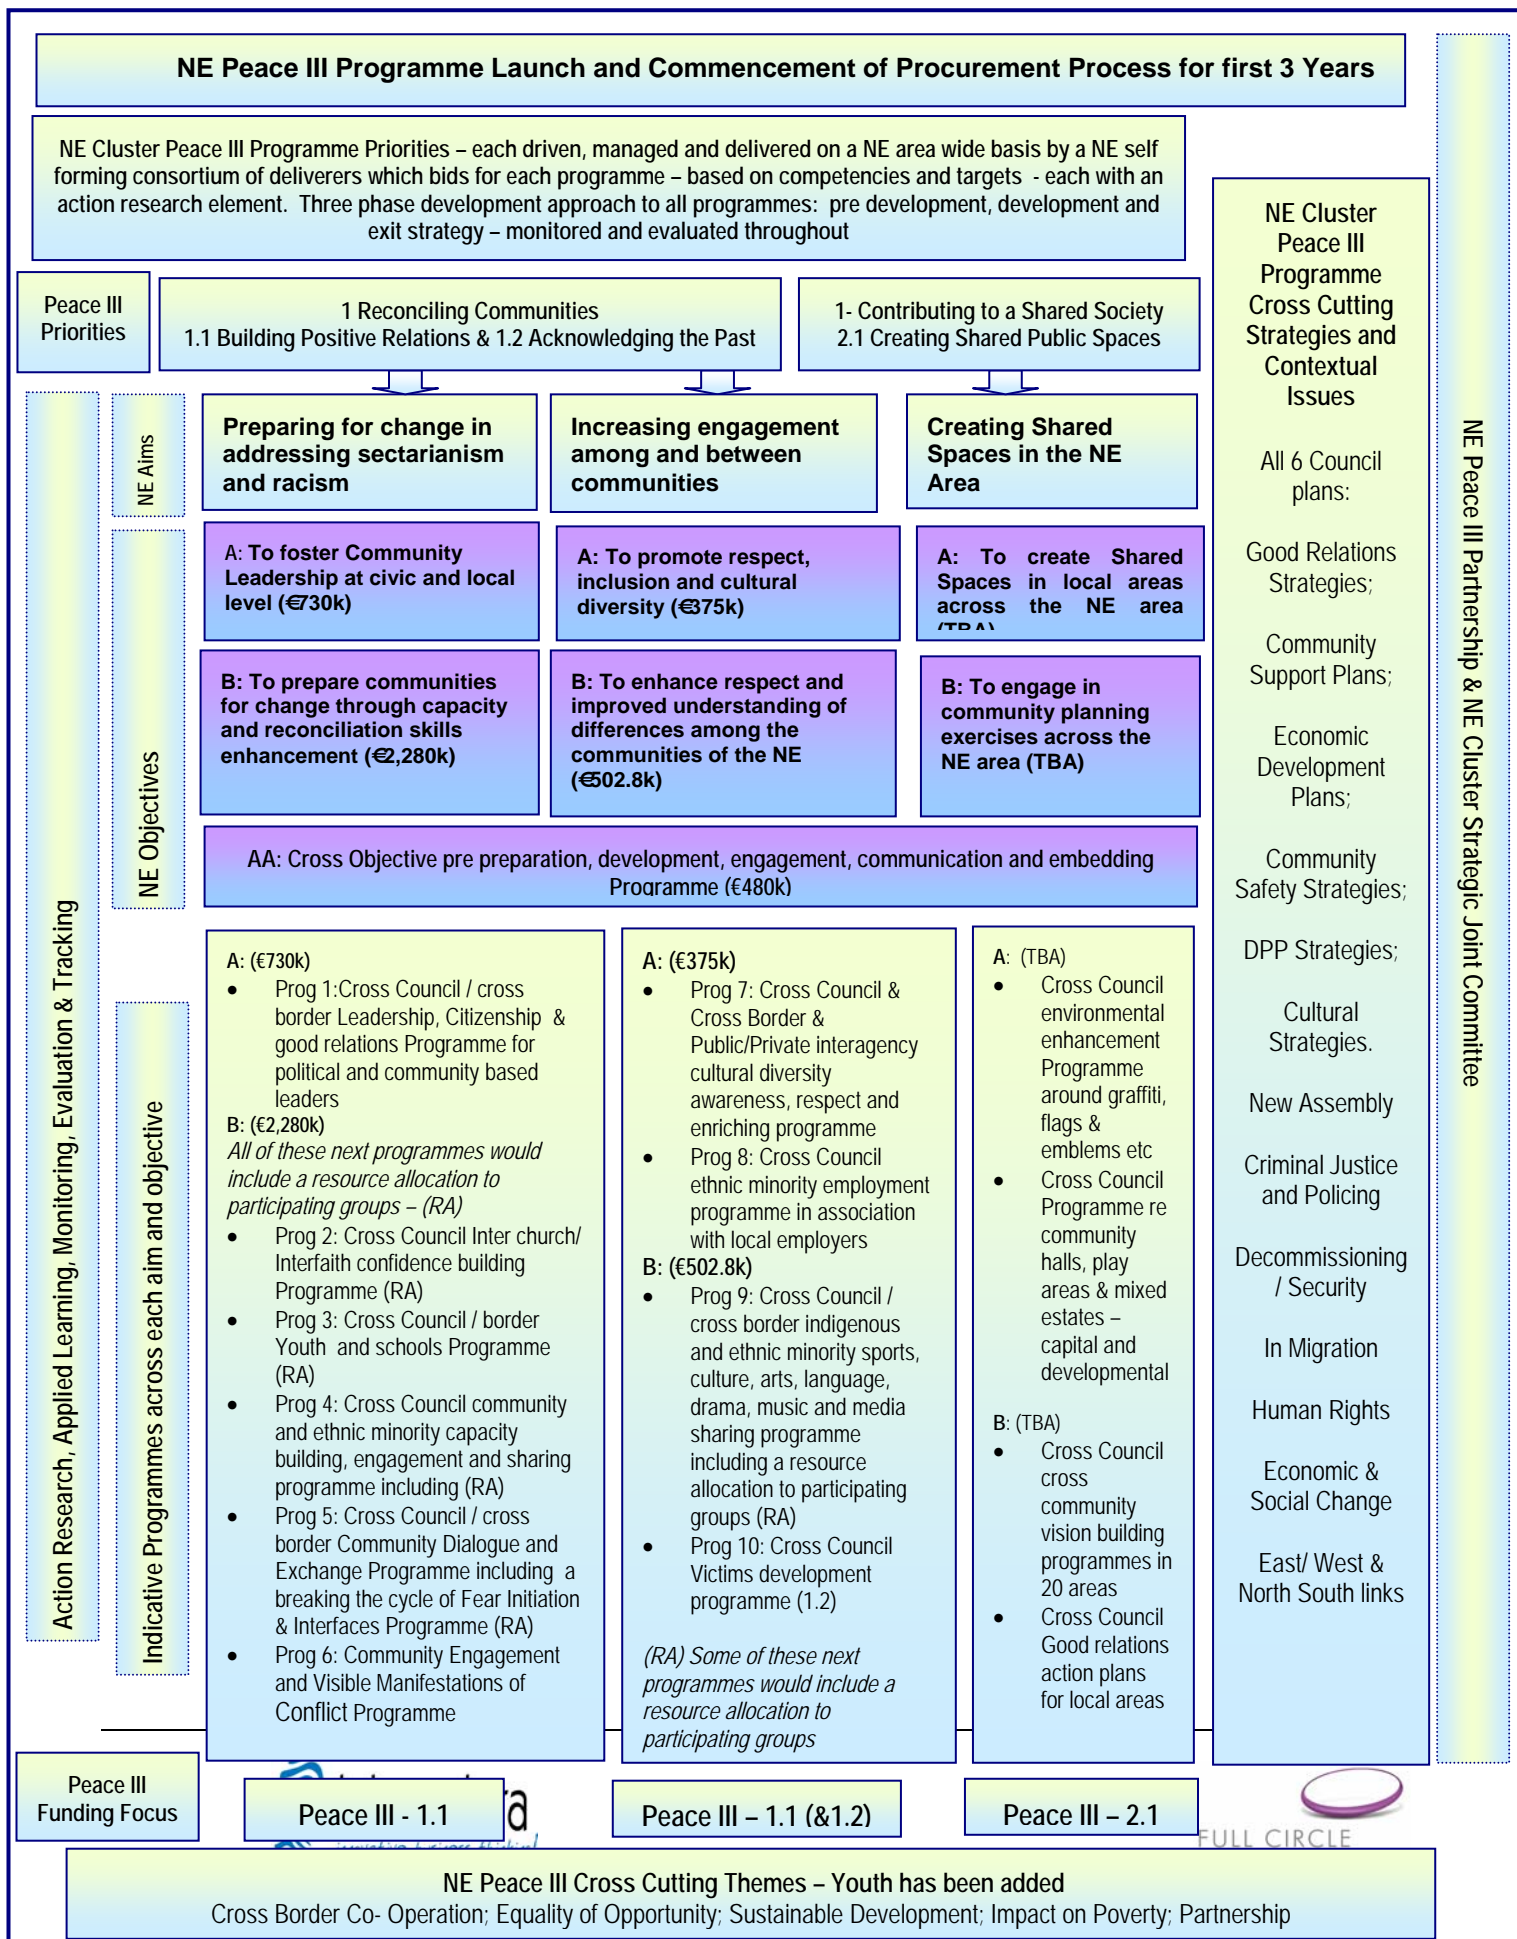 NE Peace III Programme Launch and Commencement of Procurement Process for first 3 Years
NE Cluster Peace III Programme Priorities – each driven, managed and delivered on a NE area wide basis by a NE self
forming consortium of deliverers which bids for each programme – based on competencies and targets  - each with an
action research element.  Three phase development approach to all programmes:  pre development, development and
exit strategy – monitored and evaluated throughout
Peace III
Priorities
1 Reconciling Communities
1.1 Building Positive Relations & 1.2 Acknowledging the Past
1- Contributing to a Shared Society
2.1 Creating Shared Public Spaces
NE Aims
Preparing for change in
addressing sectarianism
and racism
Increasing engagement
among and between
communities
Creating Shared
Spaces in the NE
Area
NE Objectives
A: To foster Community
Leadership at civic and local
level (€730k)
A: To promote respect,
inclusion and cultural
diversity (€375k)
A: To create Shared
Spaces in local areas
across the NE area
(TBA)
B: To prepare communities
for change through capacity
and reconciliation skills
enhancement (€2,280k)
B: To enhance respect and
improved understanding of
differences among the
communities of the NE
(€502.8k)
B: To engage in
community planning
exercises across the
NE area (TBA)
AA: Cross Objective pre preparation, development, engagement, communication and embedding
Programme (€480k)
Action Research, Applied Learning, Monitoring, Evaluation & Tracking
Indicative Programmes across each aim and objective
A: (€730k)
• Prog 1:Cross Council / cross
border Leadership, Citizenship  &
good relations Programme for
political and community based
leaders
B: (€2,280k)
All of these next programmes would
include a resource allocation to
participating groups – (RA)
• Prog 2: Cross Council Inter church/
Interfaith confidence building
Programme (RA)
• Prog 3: Cross Council / border
Youth  and schools Programme
(RA)
• Prog 4: Cross Council community
and ethnic minority capacity
building, engagement and sharing
programme including (RA)
• Prog 5: Cross Council / cross
border Community Dialogue and
Exchange Programme including  a
breaking the cycle of Fear Initiation
& Interfaces Programme (RA)
• Prog 6: Community Engagement
and Visible Manifestations of
Conflict Programme
A: (€375k)
• Prog 7: Cross Council &
Cross Border &
Public/Private interagency
cultural diversity
awareness, respect and
enriching programme
• Prog 8: Cross Council
ethnic minority employment
programme in association
with local employers
B: (€502.8k)
• Prog 9: Cross Council /
cross border indigenous
and ethnic minority sports,
culture, arts, language,
drama, music and media
sharing programme
including a resource
allocation to participating
groups (RA)
• Prog 10: Cross Council
Victims development
programme (1.2)
(RA) Some of these next
programmes would include a
resource allocation to
participating groups
A:  (TBA)
• Cross Council
environmental
enhancement
Programme
around graffiti,
flags &
emblems etc
• Cross Council
Programme re
community
halls, play
areas & mixed
estates –
capital and
developmental
B: (TBA)
• Cross Council
cross
community
vision building
programmes in
20 areas
• Cross Council
Good relations
action plans
for local areas
NE Cluster
Peace III
Programme
Cross Cutting
Strategies and
Contextual
Issues
All 6 Council
plans:
Good Relations
Strategies;
Community
Support Plans;
Economic
Development
Plans;
Community
Safety Strategies;
DPP Strategies;
Cultural
Strategies.
New Assembly
Criminal Justice
and Policing
Decommissioning
/ Security
In Migration
Human Rights
Economic &
Social Change
East/ West &
North South links
NE Peace III Partnership & NE Cluster Strategic Joint Committee
Peace III
Funding Focus
Peace III - 1.1
Peace III – 1.1 (&1.2)
Peace III – 2.1
FULL CIRCLE
NE Peace III Cross Cutting Themes – Youth has been added
Cross Border Co- Operation; Equality of Opportunity; Sustainable Development; Impact on Poverty; Partnership